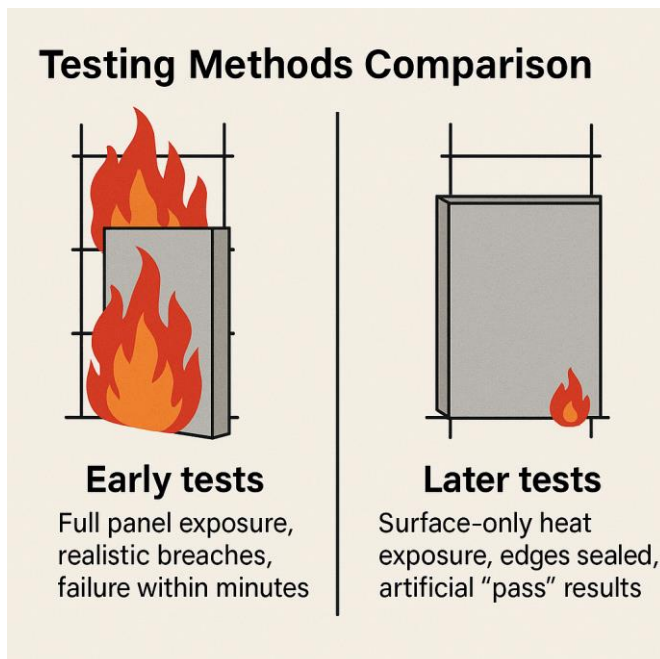 Testing Methods Comparison
Early tests
Full panel exposure,
realistic breaches,
failure within minutes
Later tests
Surface-only heat
exposure, edges sealed,
artificial “pass” results